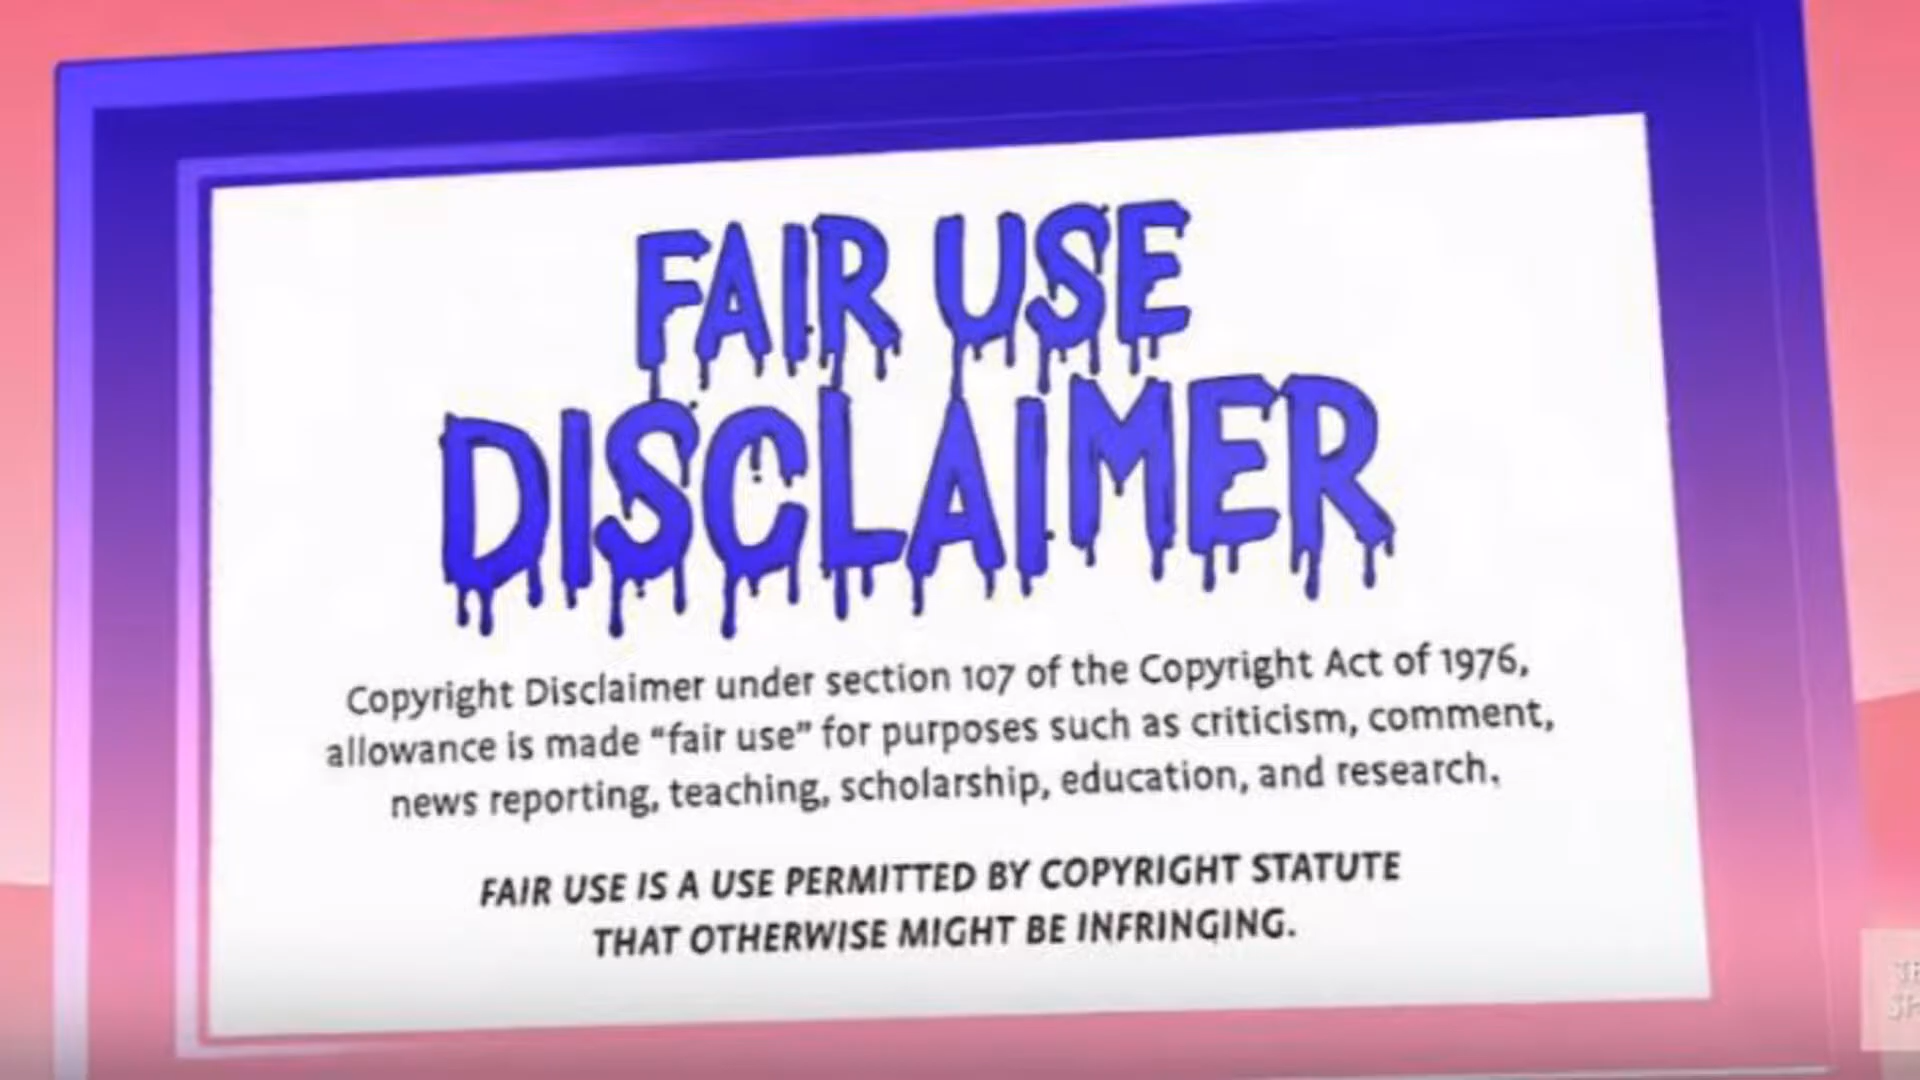 FAIR USE
DISCLAIMER
Copyright Disclaimer under section 107 of the Copyright Act of 1976,
allowance is made “fair use” for purposes such as criticism, comment,
news reporting, teaching, scholarship, education, and research.
FAIR USE IS A USE PERMITTED BY COPYRIGHT STATUTE
THAT OTHERWISE MIGHT BE INFRINGING.